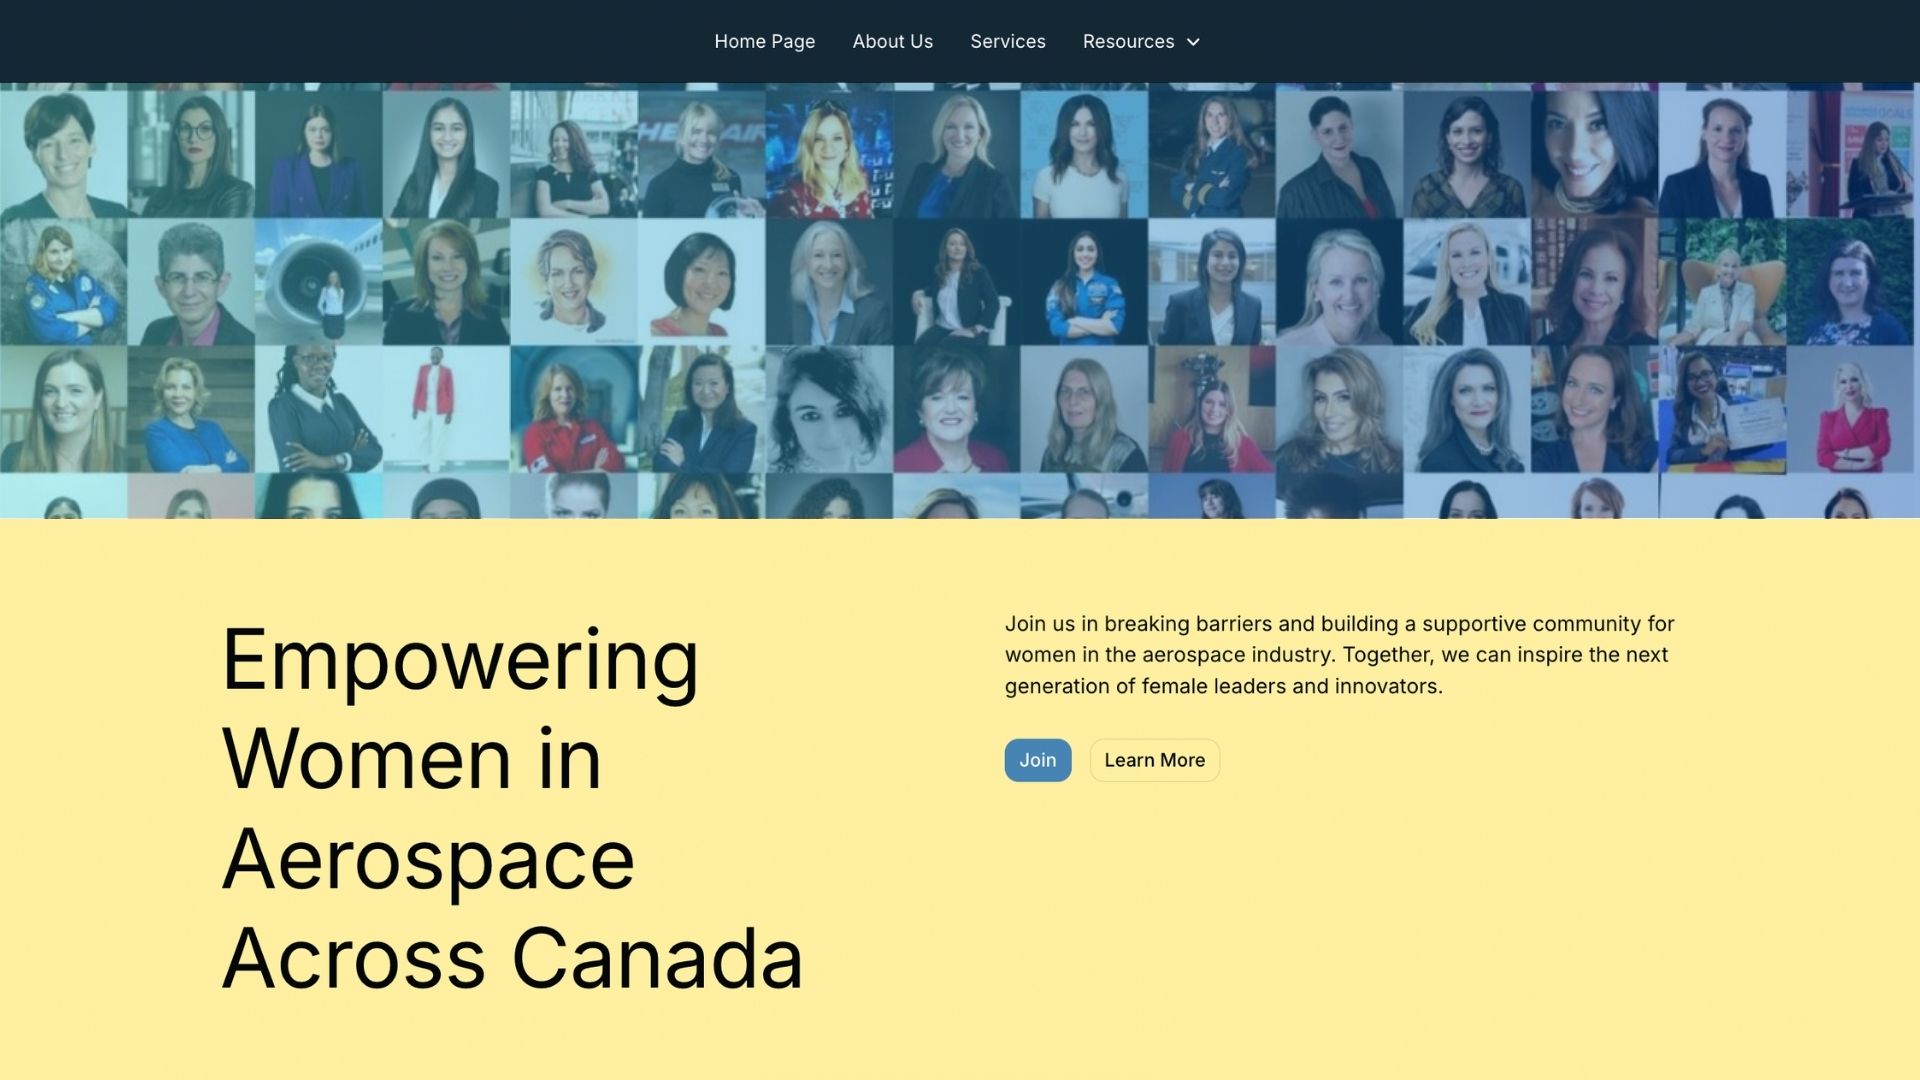 Home Page About Us Services Resources
Empowering
Women in
Aerospace
Across Canada
Join us in breaking barriers and building a supportive community for
women in the aerospace industry. Together, we can inspire the next
generation of female leaders and innovators.
Join Learn More